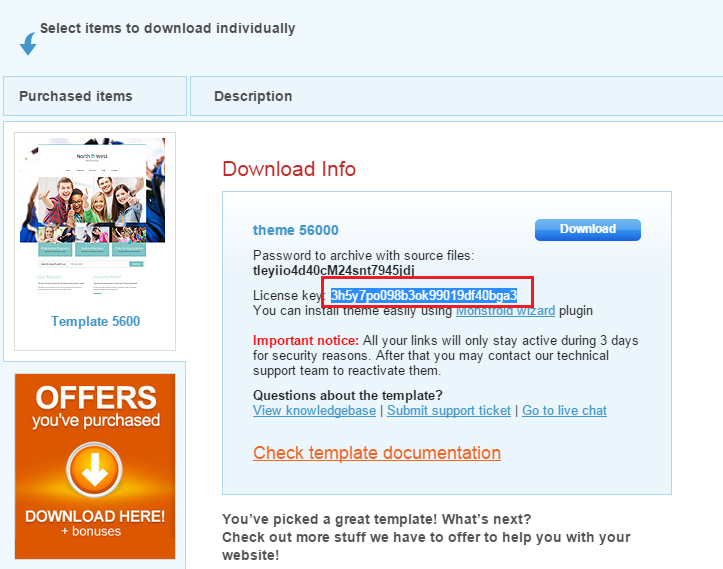 Select items to download individually
Purchased items
Description
North West
Template 5600
OFFERS
you've purchased
DOWNLOAD HERE!
+ bonuses
Download Info
theme 56000
Download
Password to archive with source files:
tleyiio4d40cM24snt7945jdj
License key: 3h5y7po098b3ok99019df40bga3
You can install theme easily using Monstroid wizard plugin
Important notice: All your links will only stay active during 3 days
for security reasons. After that you may contact our technical
support team to reactivate them.
Questions about the template?
View knowledgebase | Submit support ticket | Go to live chat
Check template documentation
You've picked a great template! What's next?
Check out more stuff we have to offer to help you with your
website!